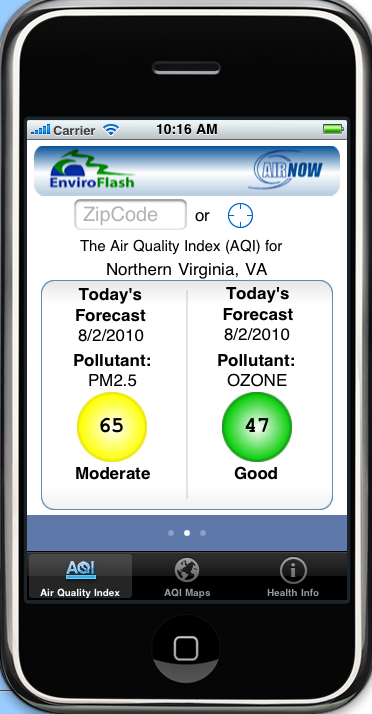 Carrier 10:16 AM
EnviroFlash AIRNOW
ZipCode or
The Air Quality Index (AQI) for
Northern Virginia, VA
Today's
Forecast
8/2/2010
Pollutant:
PM2.5
65
Moderate
Today's
Forecast
8/2/2010
Pollutant:
OZONE
47
Good
AQI
Air Quality Index AQI Maps Health Info